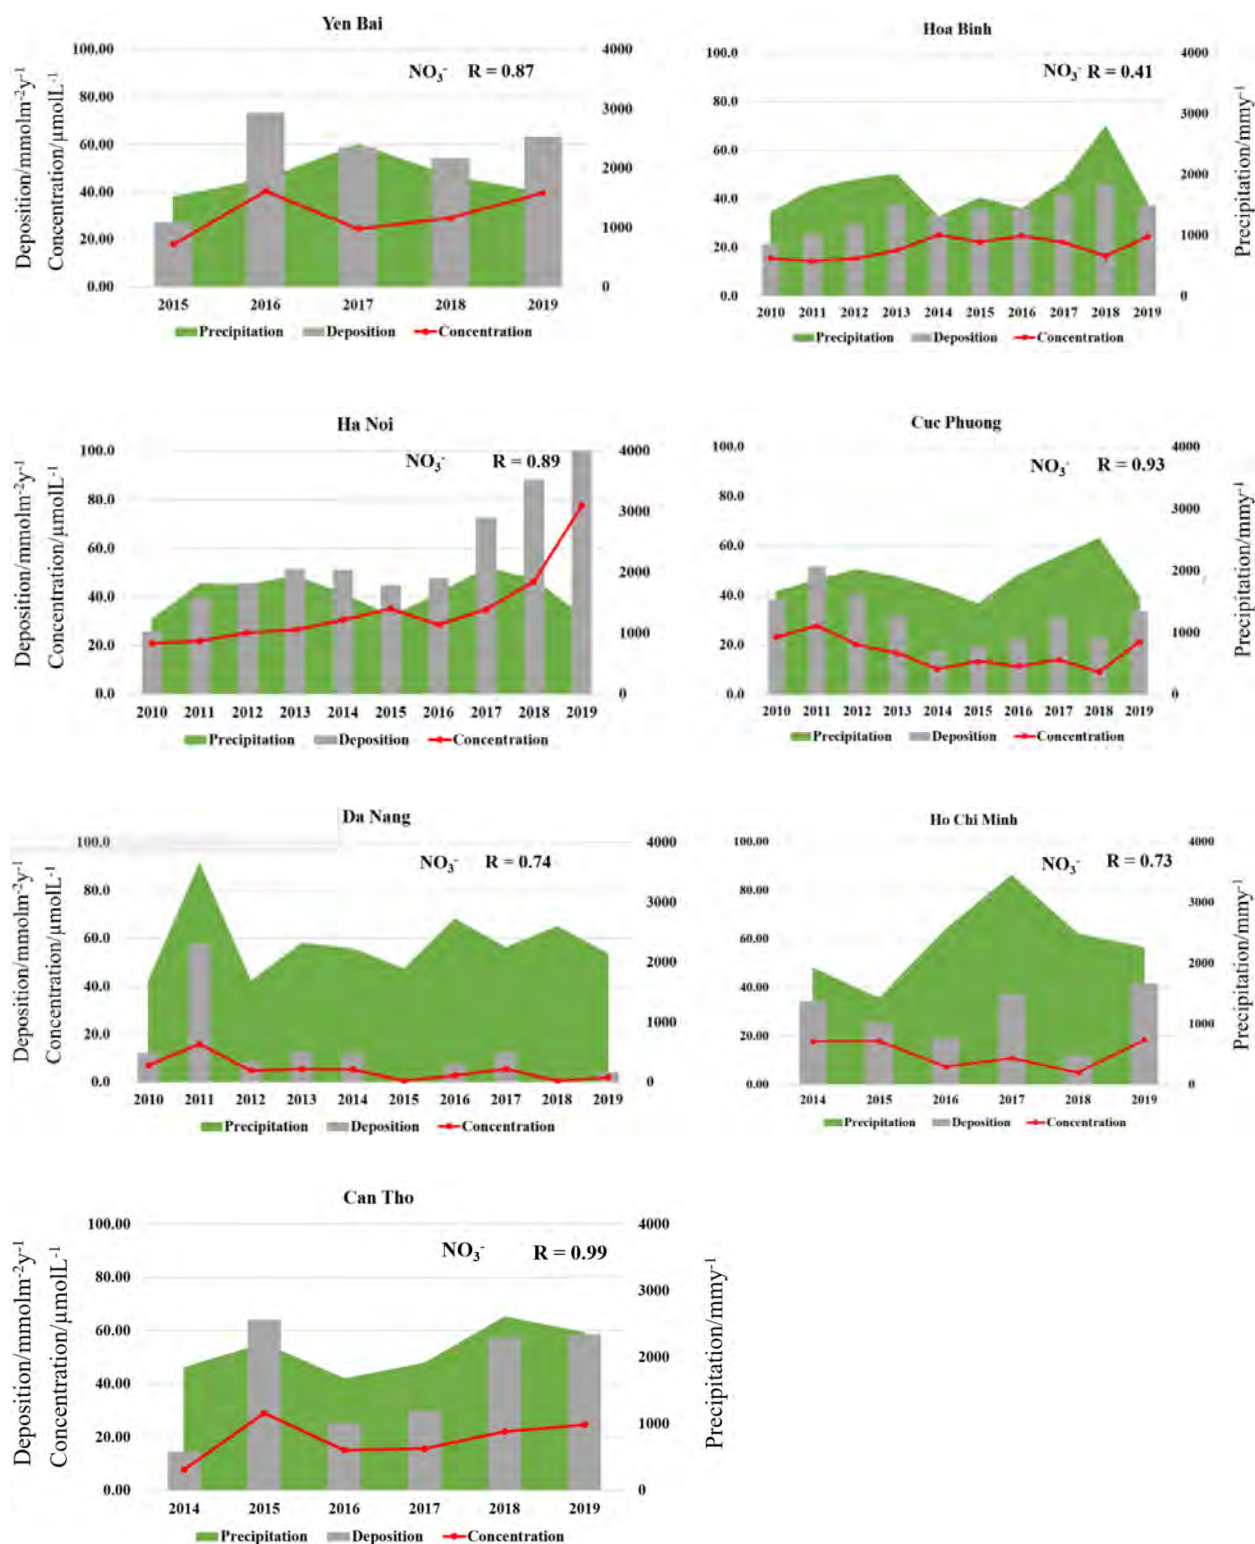 Yen Bai
Deposition/mmolm⁻²y⁻¹
Concentration/µmolL⁻¹
100.00
80.00
60.00
40.00
20.00
0.00
NO₃⁻ R = 0.87
4000
3000
2000
1000
0
2015 2016 2017 2018 2019
Precipitation Deposition Concentration
Hoa Binh
100.0
80.0
60.0
40.0
20.0
0.0
NO₃⁻ R = 0.41
4000
3000
2000
1000
0
Precipitation/mmy⁻¹
2010 2011 2012 2013 2014 2015 2016 2017 2018 2019
Precipitation Deposition Concentration
Ha Noi
Deposition/mmolm⁻²y⁻¹
Concentration/µmolL⁻¹
100.0
80.0
60.0
40.0
20.0
0.0
NO₃⁻ R = 0.89
4000
3000
2000
1000
0
2010 2011 2012 2013 2014 2015 2016 2017 2018 2019
Precipitation Deposition Concentration
Cuc Phuong
100.0
80.0
60.0
40.0
20.0
0.0
NO₃⁻ R = 0.93
4000
3000
2000
1000
0
Precipitation/mmy⁻¹
2010 2011 2012 2013 2014 2015 2016 2017 2018 2019
Precipitation Deposition Concentration
Da Nang
Deposition/mmolm⁻²y⁻¹
Concentration/µmolL⁻¹
100.0
80.0
60.0
40.0
20.0
0.0
NO₃⁻ R = 0.74
4000
3000
2000
1000
0
2010 2011 2012 2013 2014 2015 2016 2017 2018 2019
Precipitation Deposition Concentration
Ho Chi Minh
100.00
80.00
60.00
40.00
20.00
0.00
NO₃⁻ R = 0.73
4000
3000
2000
1000
0
Precipitation/mmy⁻¹
2014 2015 2016 2017 2018 2019
Precipitation Deposition Concentration
Can Tho
Deposition/mmolm⁻²y⁻¹
Concentration/µmolL⁻¹
100.00
80.00
60.00
40.00
20.00
0.00
NO₃⁻ R = 0.99
4000
3000
2000
1000
0
Precipitation/mmy⁻¹
2014 2015 2016 2017 2018 2019
Precipitation Deposition Concentration